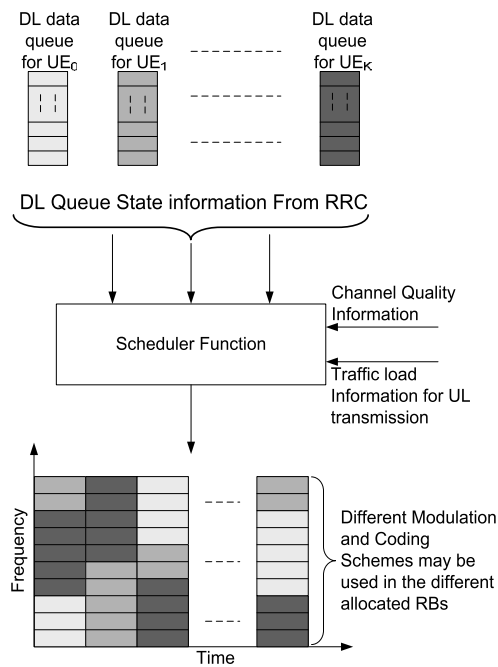 DL data
queue
for UE0
DL data
queue
for UE1
DL data
queue
for UEK
DL Queue State information From RRC
Scheduler Function
Channel Quality
Information
Traffic load
Information for UL
transmission
Frequency
Different Modulation
and Coding
Schemes may be
used in the different
allocated RBs
Time